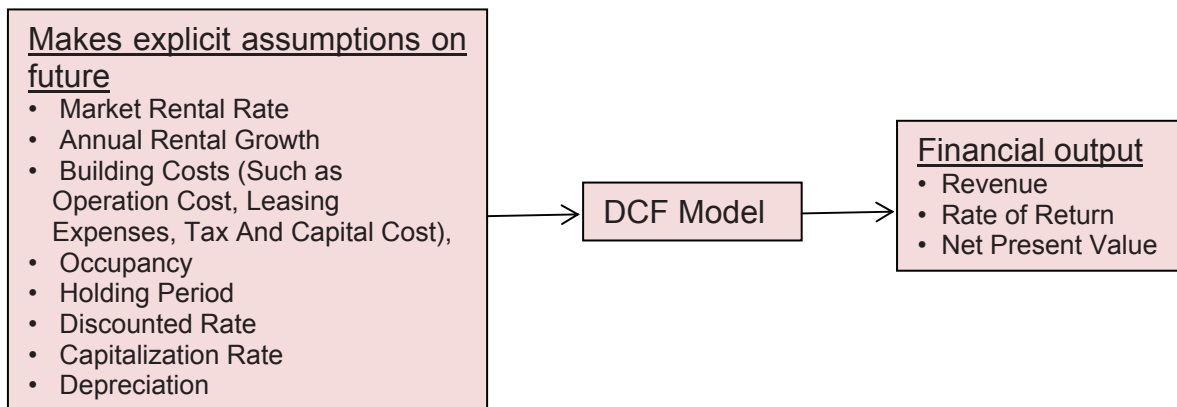 Makes explicit assumptions on
future
• Market Rental Rate
• Annual Rental Growth
• Building Costs (Such as
Operation Cost, Leasing
Expenses, Tax And Capital Cost),
• Occupancy
• Holding Period
• Discounted Rate
• Capitalization Rate
• Depreciation
DCF Model
Financial output
• Revenue
• Rate of Return
• Net Present Value